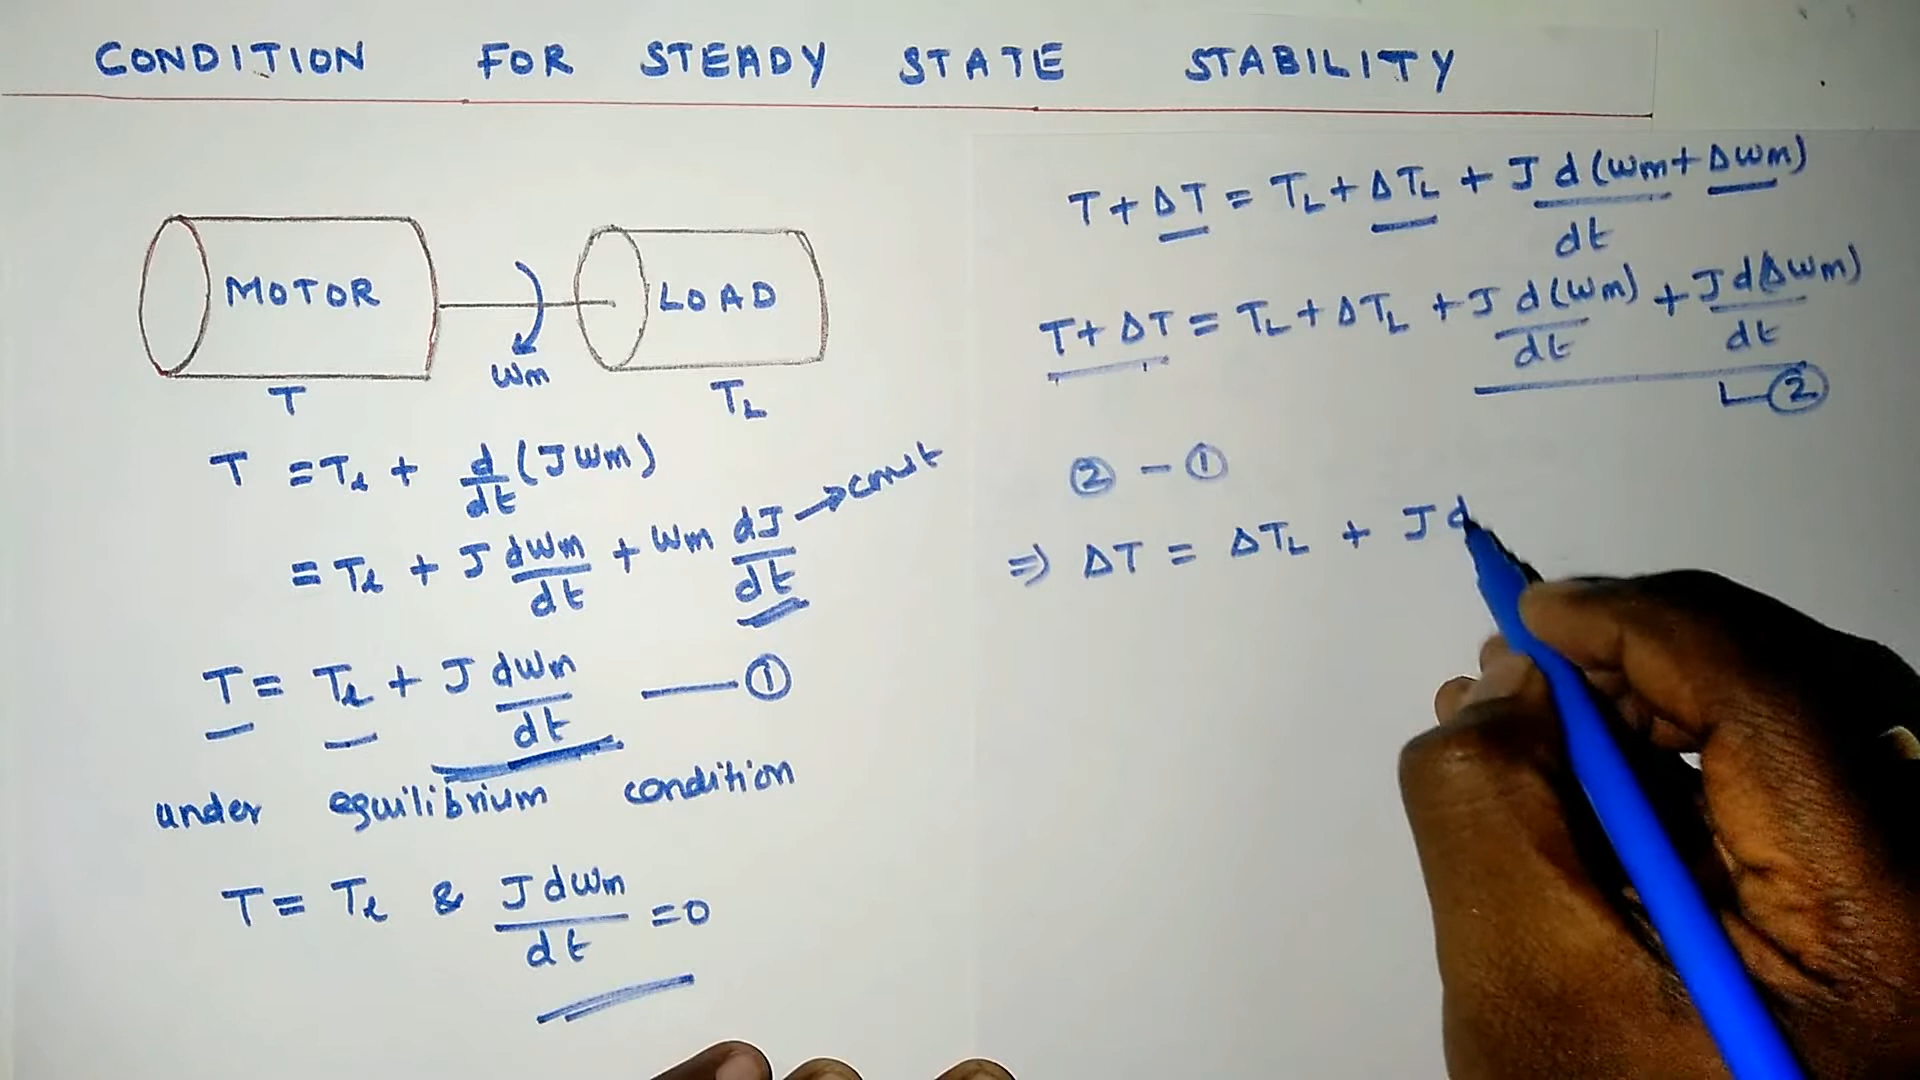 CONDITION FOR STEADY STATE STABILITY
MOTOR
LOAD
ωm
T
TL
T = Tl + d/dt (Jωm)
= Tl + J dωm/dt + ωm dJ/dt → const
T = Tl + J dωm/dt —— ①
under equilibrium condition
T = Tl & J dωm/dt = 0
T + ΔT = TL + ΔTL + J d(ωm + Δωm)/dt
T + ΔT = TL + ΔTL + J d(ωm)/dt + J d(Δωm)/dt
②
② - ①
⇒ ΔT = ΔTL + J d